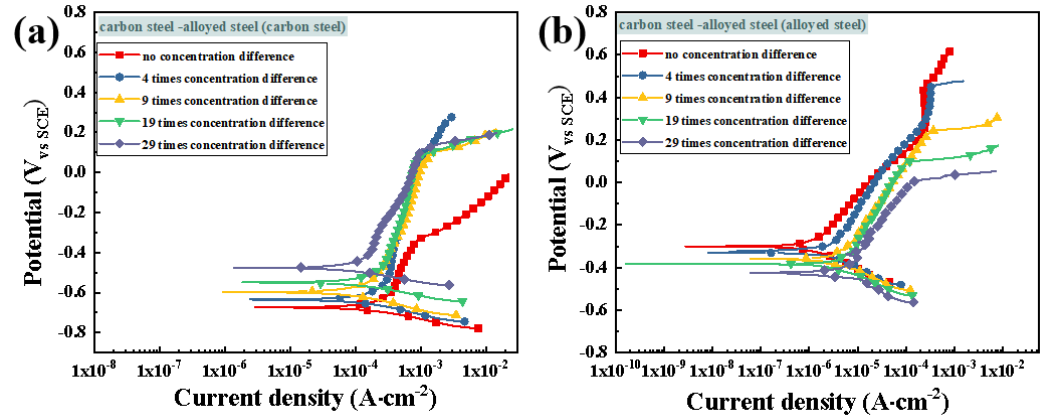 (a)
carbon steel -alloyed steel (carbon steel)
no concentration difference
4 times concentration difference
9 times concentration difference
19 times concentration difference
29 times concentration difference
Potential (V vs SCE)
0.8
0.6
0.4
0.2
0.0
-0.2
-0.4
-0.6
-0.8
1x10-8
1x10-7
1x10-6
1x10-5
1x10-4
1x10-3
1x10-2
Current density (A·cm-2)
(b)
carbon steel -alloyed steel (alloyed steel)
no concentration difference
4 times concentration difference
9 times concentration difference
19 times concentration difference
29 times concentration difference
Potential (V vs SCE)
0.8
0.6
0.4
0.2
0.0
-0.2
-0.4
-0.6
-0.8
1x10-10
1x10-9
1x10-8
1x10-7
1x10-6
1x10-5
1x10-4
1x10-3
1x10-2
Current density (A·cm-2)